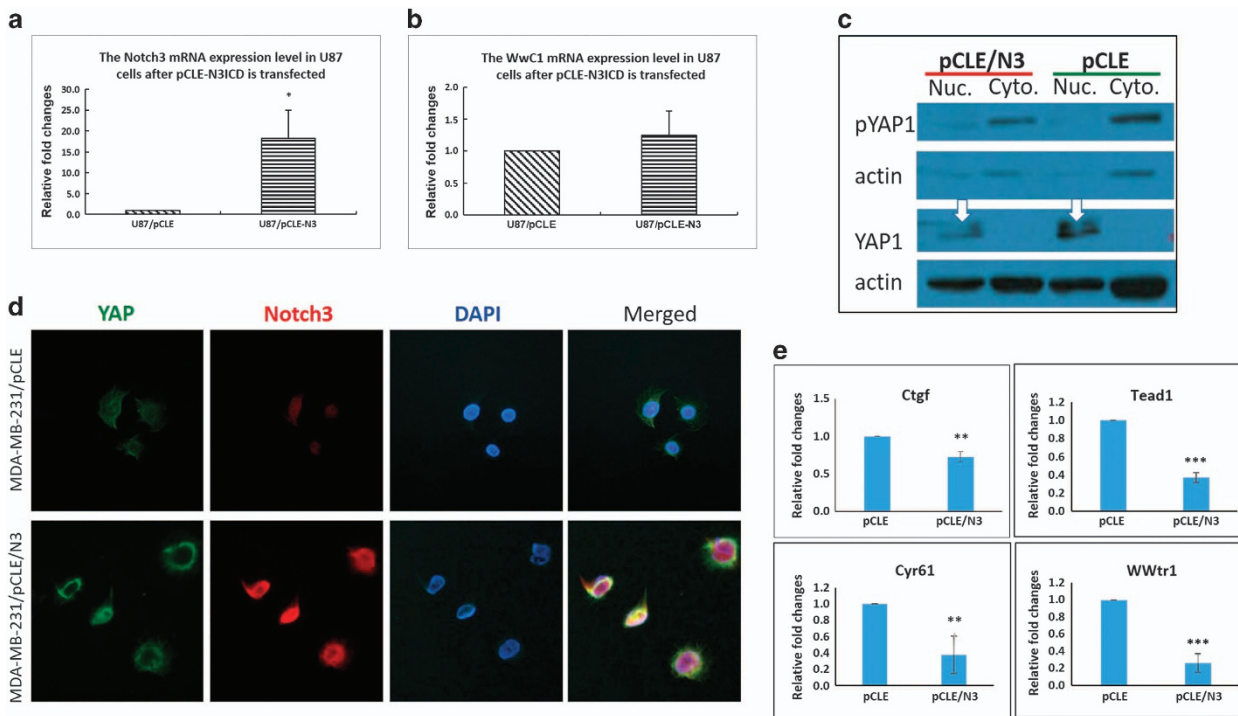 a
The Notch3 mRNA expression level in U87
cells after pCLE-N3ICD is transfected
Relative fold changes
30.0
25.0
20.0
15.0
10.0
5.0
0.0
*
U87/pCLE
U87/pCLE-N3
b
The WwC1 mRNA expression level in U87
cells after pCLE-N3ICD is transfected
Relative fold changes
2.0
1.5
1.0
0.5
0.0
U87/pCLE
U87/pCLE-N3
c
pCLE/N3 pCLE
Nuc. Cyto. Nuc. Cyto.
pYAP1
actin
YAP1
actin
d
YAP Notch3 DAPI Merged
MDA-MB-231/pCLE
MDA-MB-231/pCLE/N3
e
Ctgf
Relative fold changes
1.5
1.0
0.5
0.0
**
pCLE pCLE/N3
Tead1
Relative fold changes
1.2
1.0
0.8
0.6
0.4
0.2
0.0
***
pCLE pCLE/N3
Cyr61
Relative fold changes
1.2
1.0
0.8
0.6
0.4
0.2
0.0
**
pCLE pCLE/N3
WWtr1
Relative fold changes
1.2
1.0
0.8
0.6
0.4
0.2
0.0
***
pCLE pCLE/N3